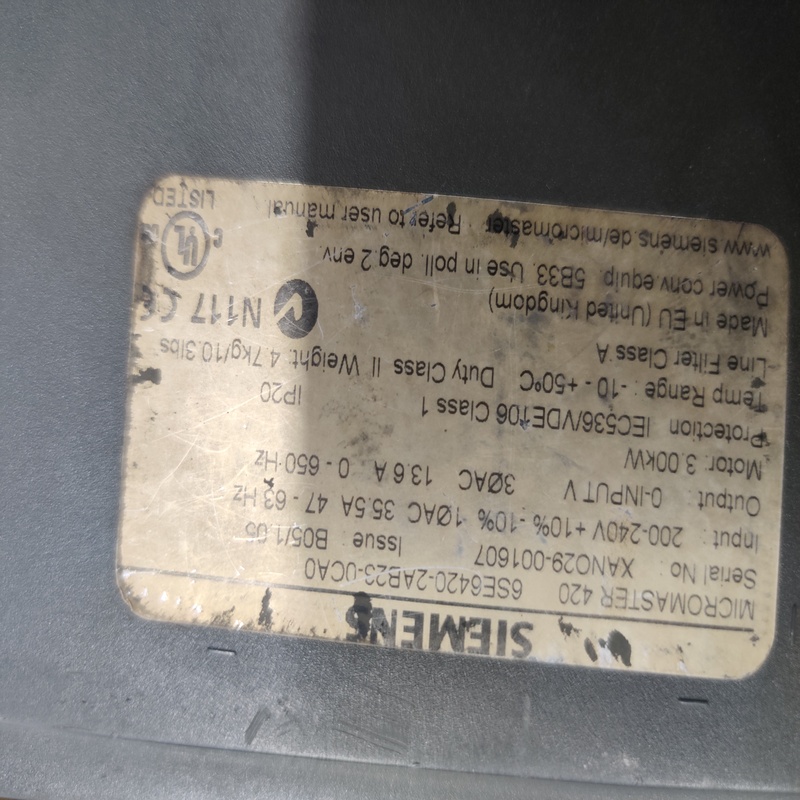 SIEMENS
MICROMASTER 420 6SE6420-2AB23-0CA0
Serial No : XANO29-001607 Issue : B05/1.05
Input : 200-240V +10% -10% 1ØAC 35.5A 47 - 63 Hz
Output : 0-INPUT V 3ØAC 13.6 A 0 - 650 Hz
Motor: 3.00kW
Protection IEC536/VDE106 Class 1 IP20
Temp Range : -10 - +50°C Duty Class II Weight: 4.7kg/10.3lbs
Line Filter Class A
Made in EU (United Kingdom) N117 CE
Power conv.equip. 5B33. Use in poll. deg.2 env.
www.siemens.de/micromaster Refer to user manual
C UL
LISTED